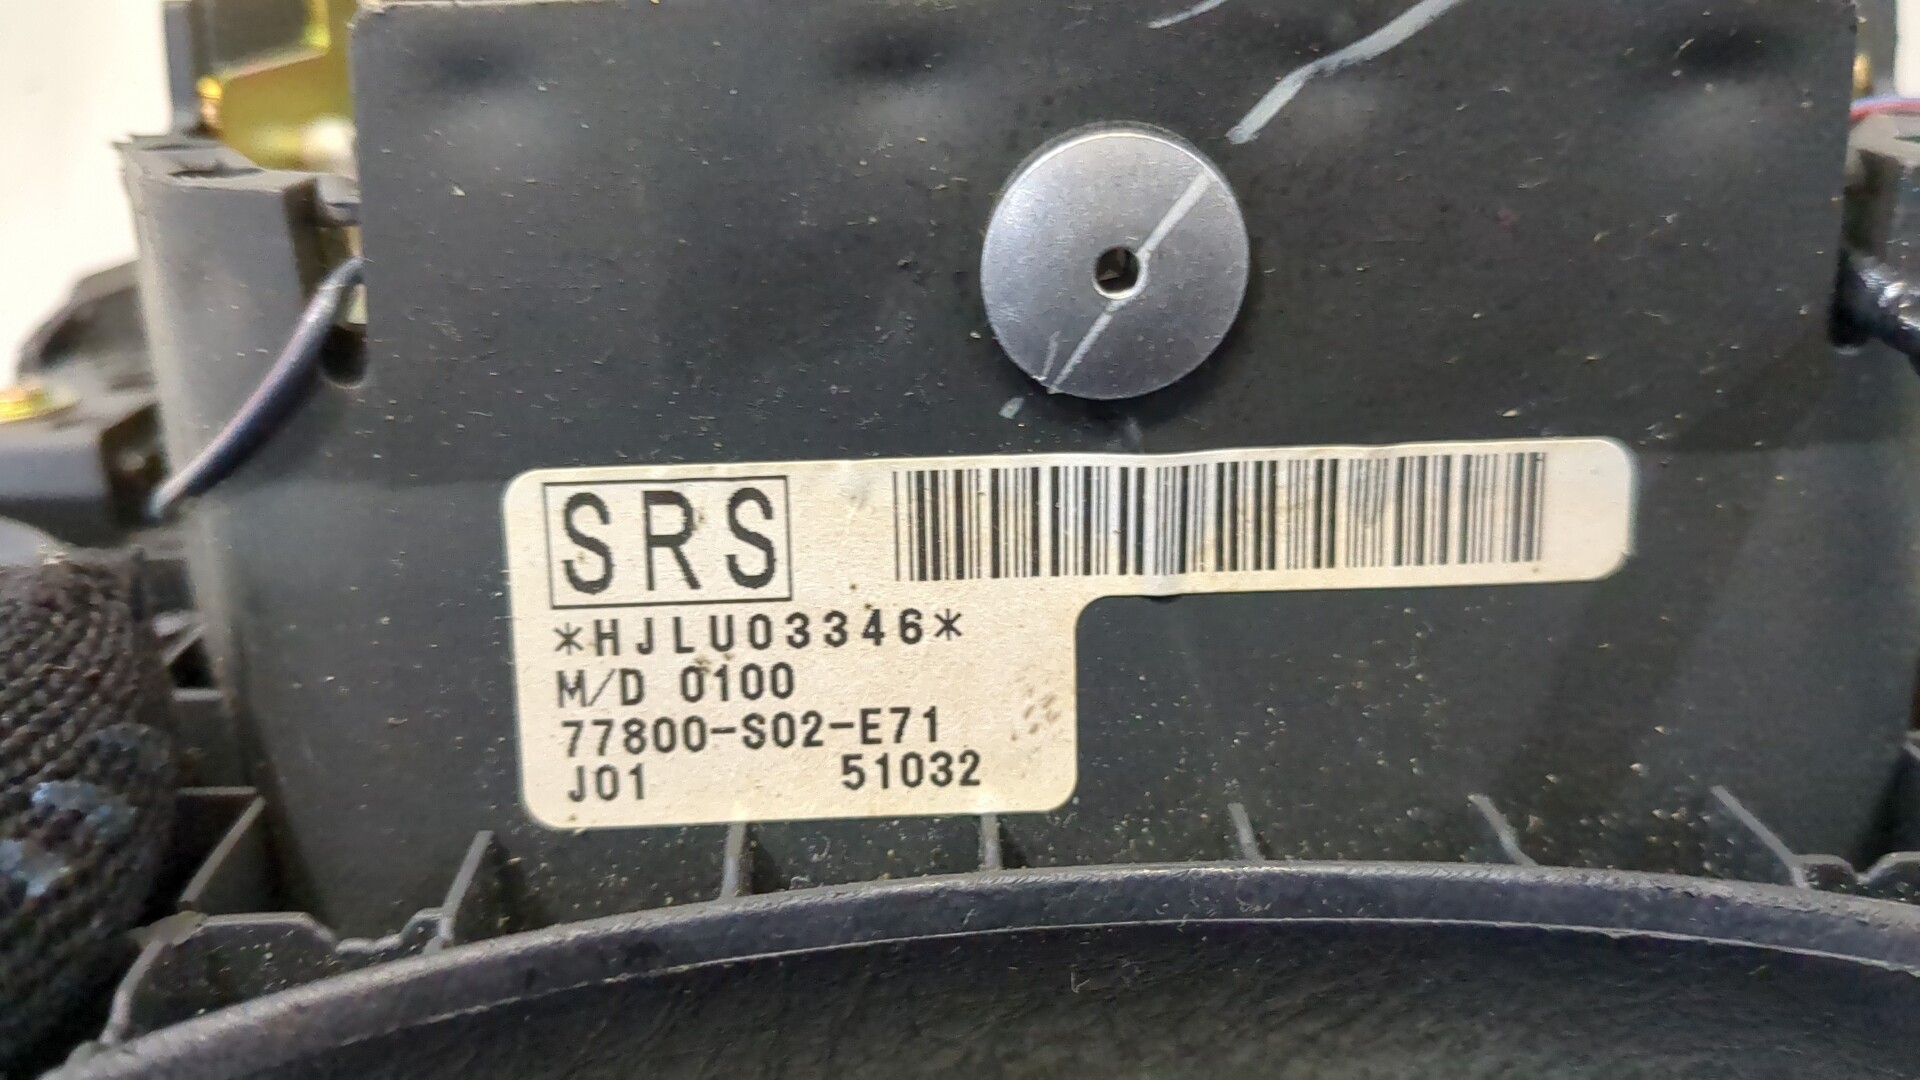 SRS
*HJLU03346*
M/D 0100
77800-S02-E71
J01 51032